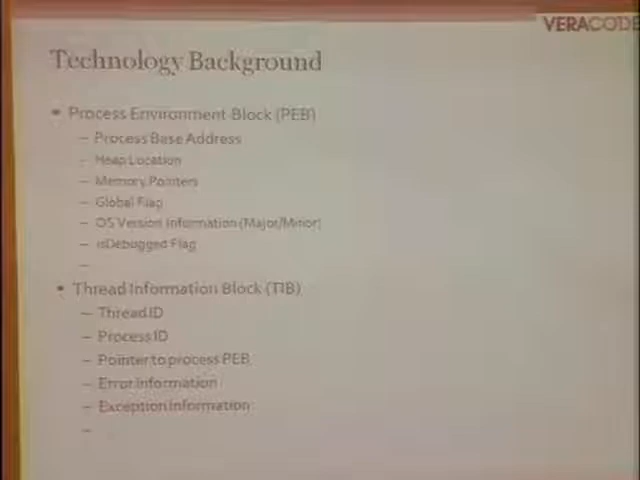 VERACODE
Technology Background
• Process Environment Block (PEB)
– Process Base Address
– Heap Location
– Memory Pointers
– Global Flag
– OS Version Information (Major/Minor)
– isDebugged Flag
–
• Thread Information Block (TIB)
– Thread ID
– Process ID
– Pointer to process PEB
– Error Information
– Exception Information
–